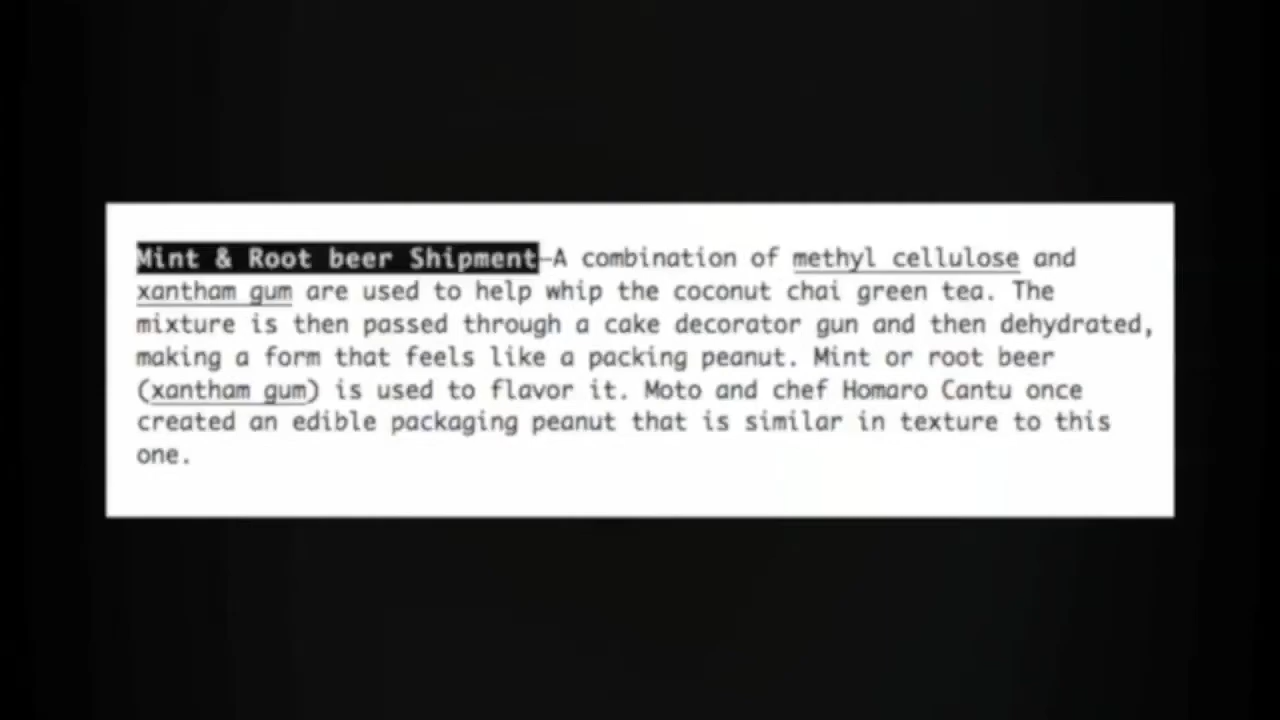 Mint & Root beer Shipment—A combination of methyl cellulose and
xantham gum are used to help whip the coconut chai green tea. The
mixture is then passed through a cake decorator gun and then dehydrated,
making a form that feels like a packing peanut. Mint or root beer
(xantham gum) is used to flavor it. Moto and chef Homaro Cantu once
created an edible packaging peanut that is similar in texture to this
one.